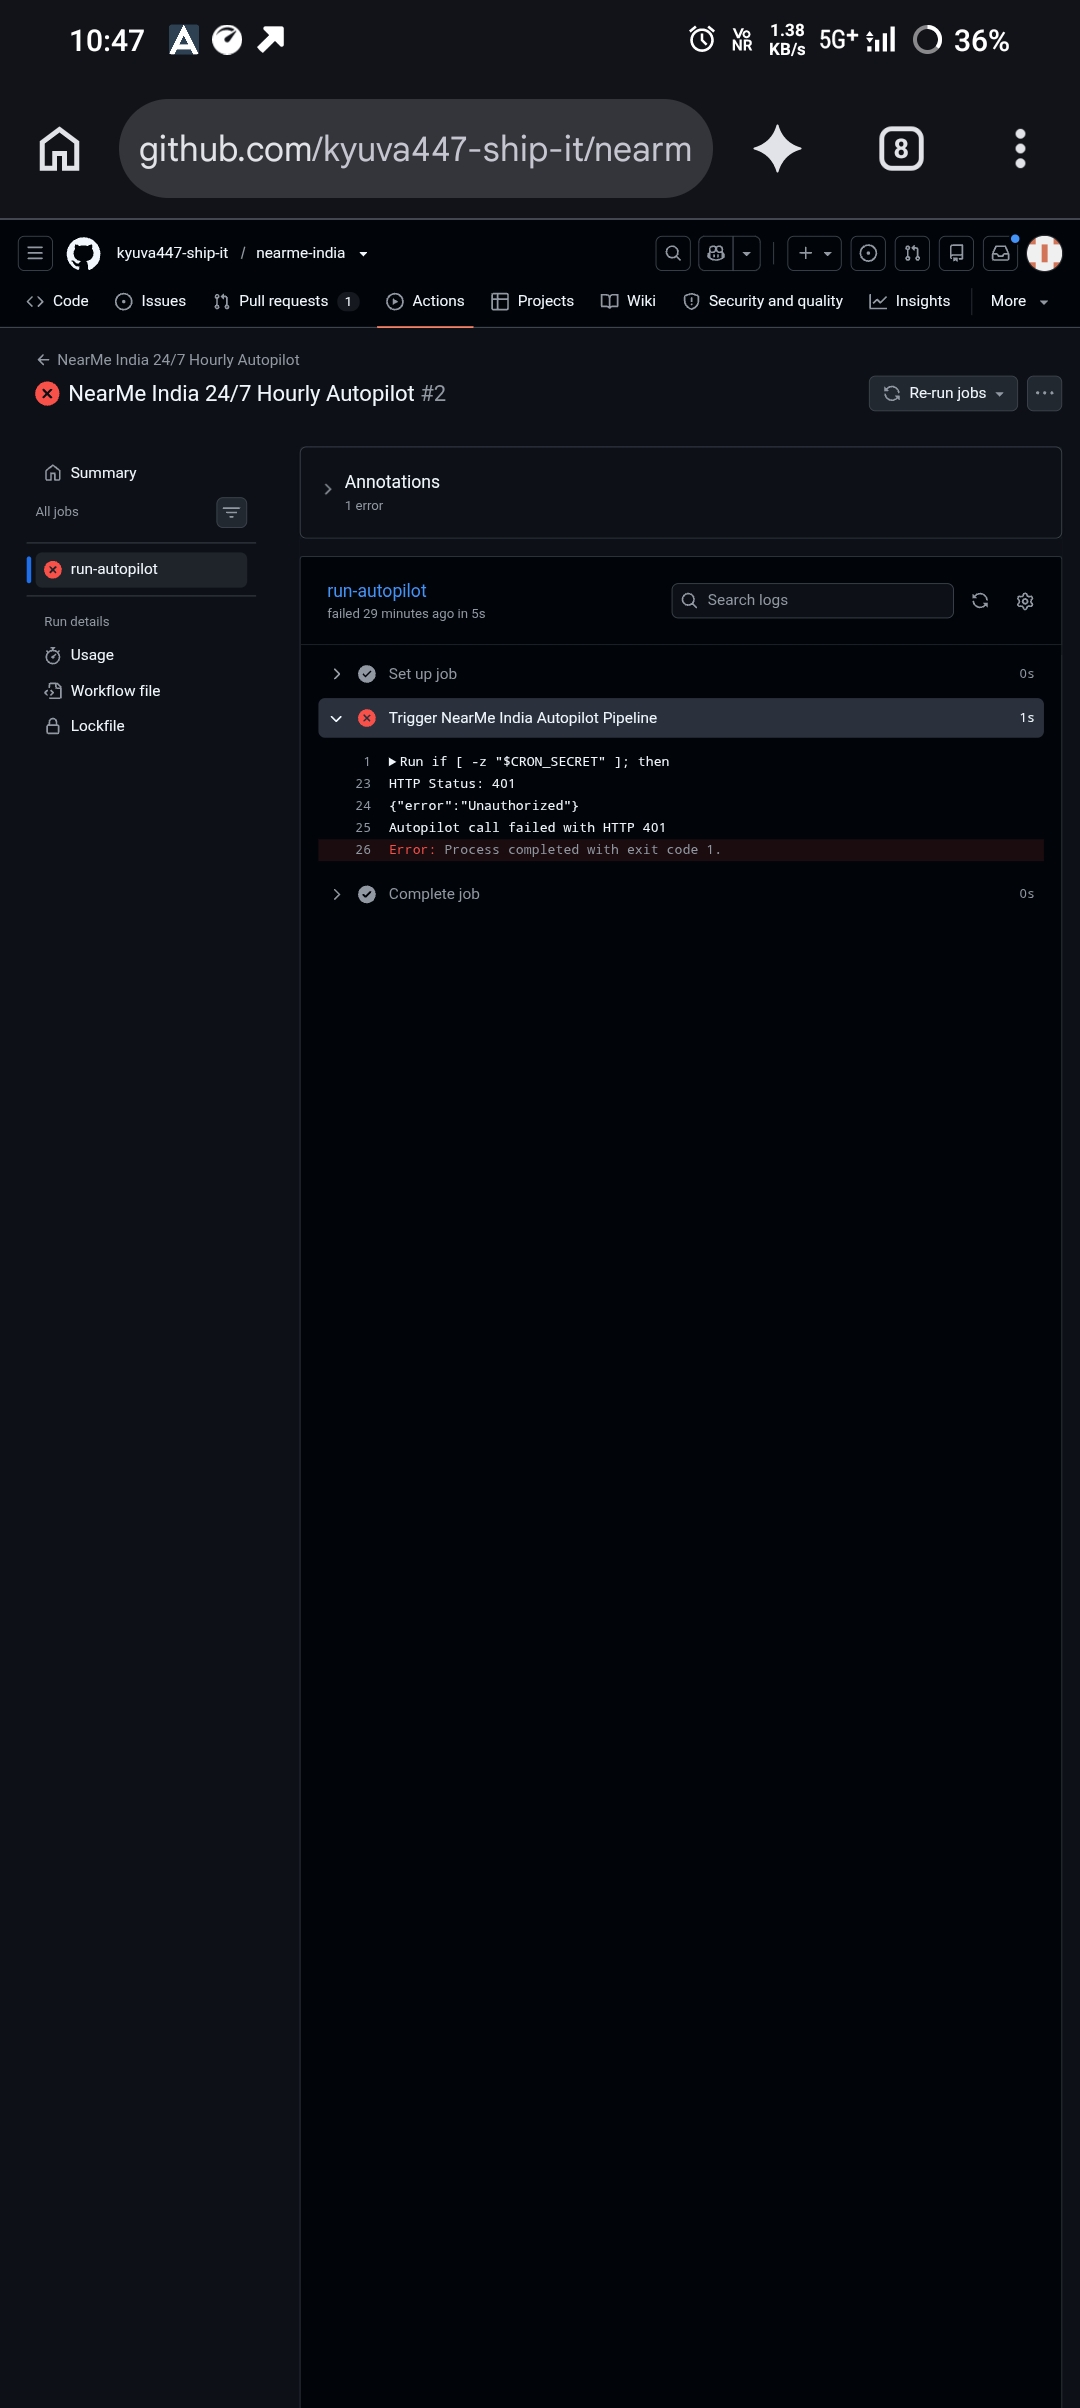 10:47
Vo NR
1.38 KB/s
5G+
36%
github.com/kyuva447-ship-it/nearm
8
kyuva447-ship-it / nearme-india
Code
Issues
Pull requests 1
Actions
Projects
Wiki
Security and quality
Insights
More
NearMe India 24/7 Hourly Autopilot
NearMe India 24/7 Hourly Autopilot #2
Re-run jobs
Summary
All jobs
run-autopilot
Run details
Usage
Workflow file
Lockfile
Annotations
1 error
run-autopilot
failed 29 minutes ago in 5s
Search logs
Set up job 0s
Trigger NearMe India Autopilot Pipeline 1s
1 Run if [ -z "$CRON_SECRET" ]; then
23 HTTP Status: 401
24 {"error":"Unauthorized"}
25 Autopilot call failed with HTTP 401
26 Error: Process completed with exit code 1.
Complete job 0s